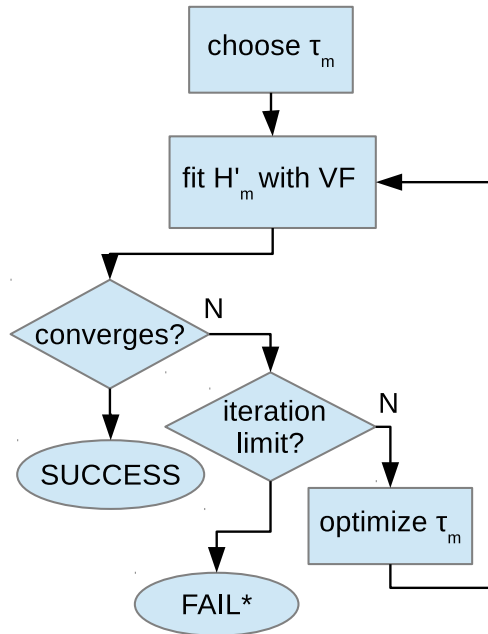 choose τm
fit H'm with VF
converges?
N
iteration
limit?
N
SUCCESS
optimize τm
FAIL*